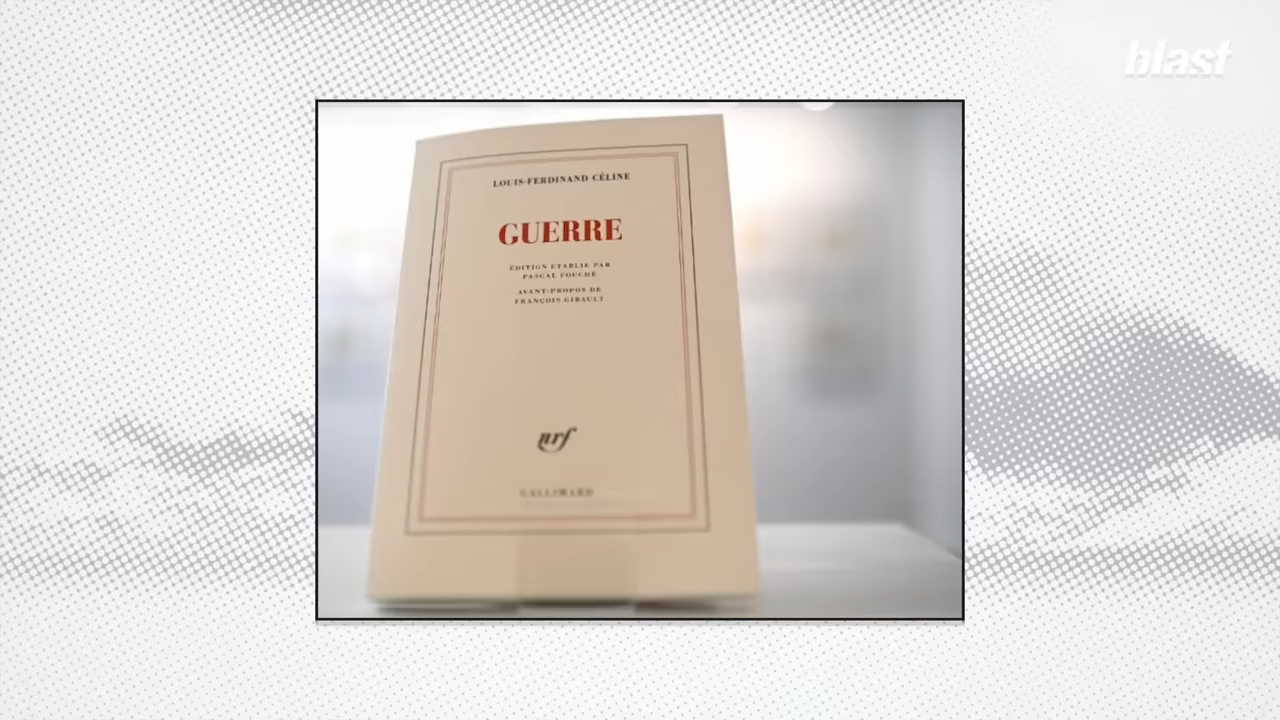 blast
LOUIS-FERDINAND CÉLINE
GUERRE
ÉDITION ÉTABLIE PAR
PASCAL FOUCHÉ
AVANT-PROPOS DE
FRANÇOIS GIBAULT
nrf
GALLIMARD